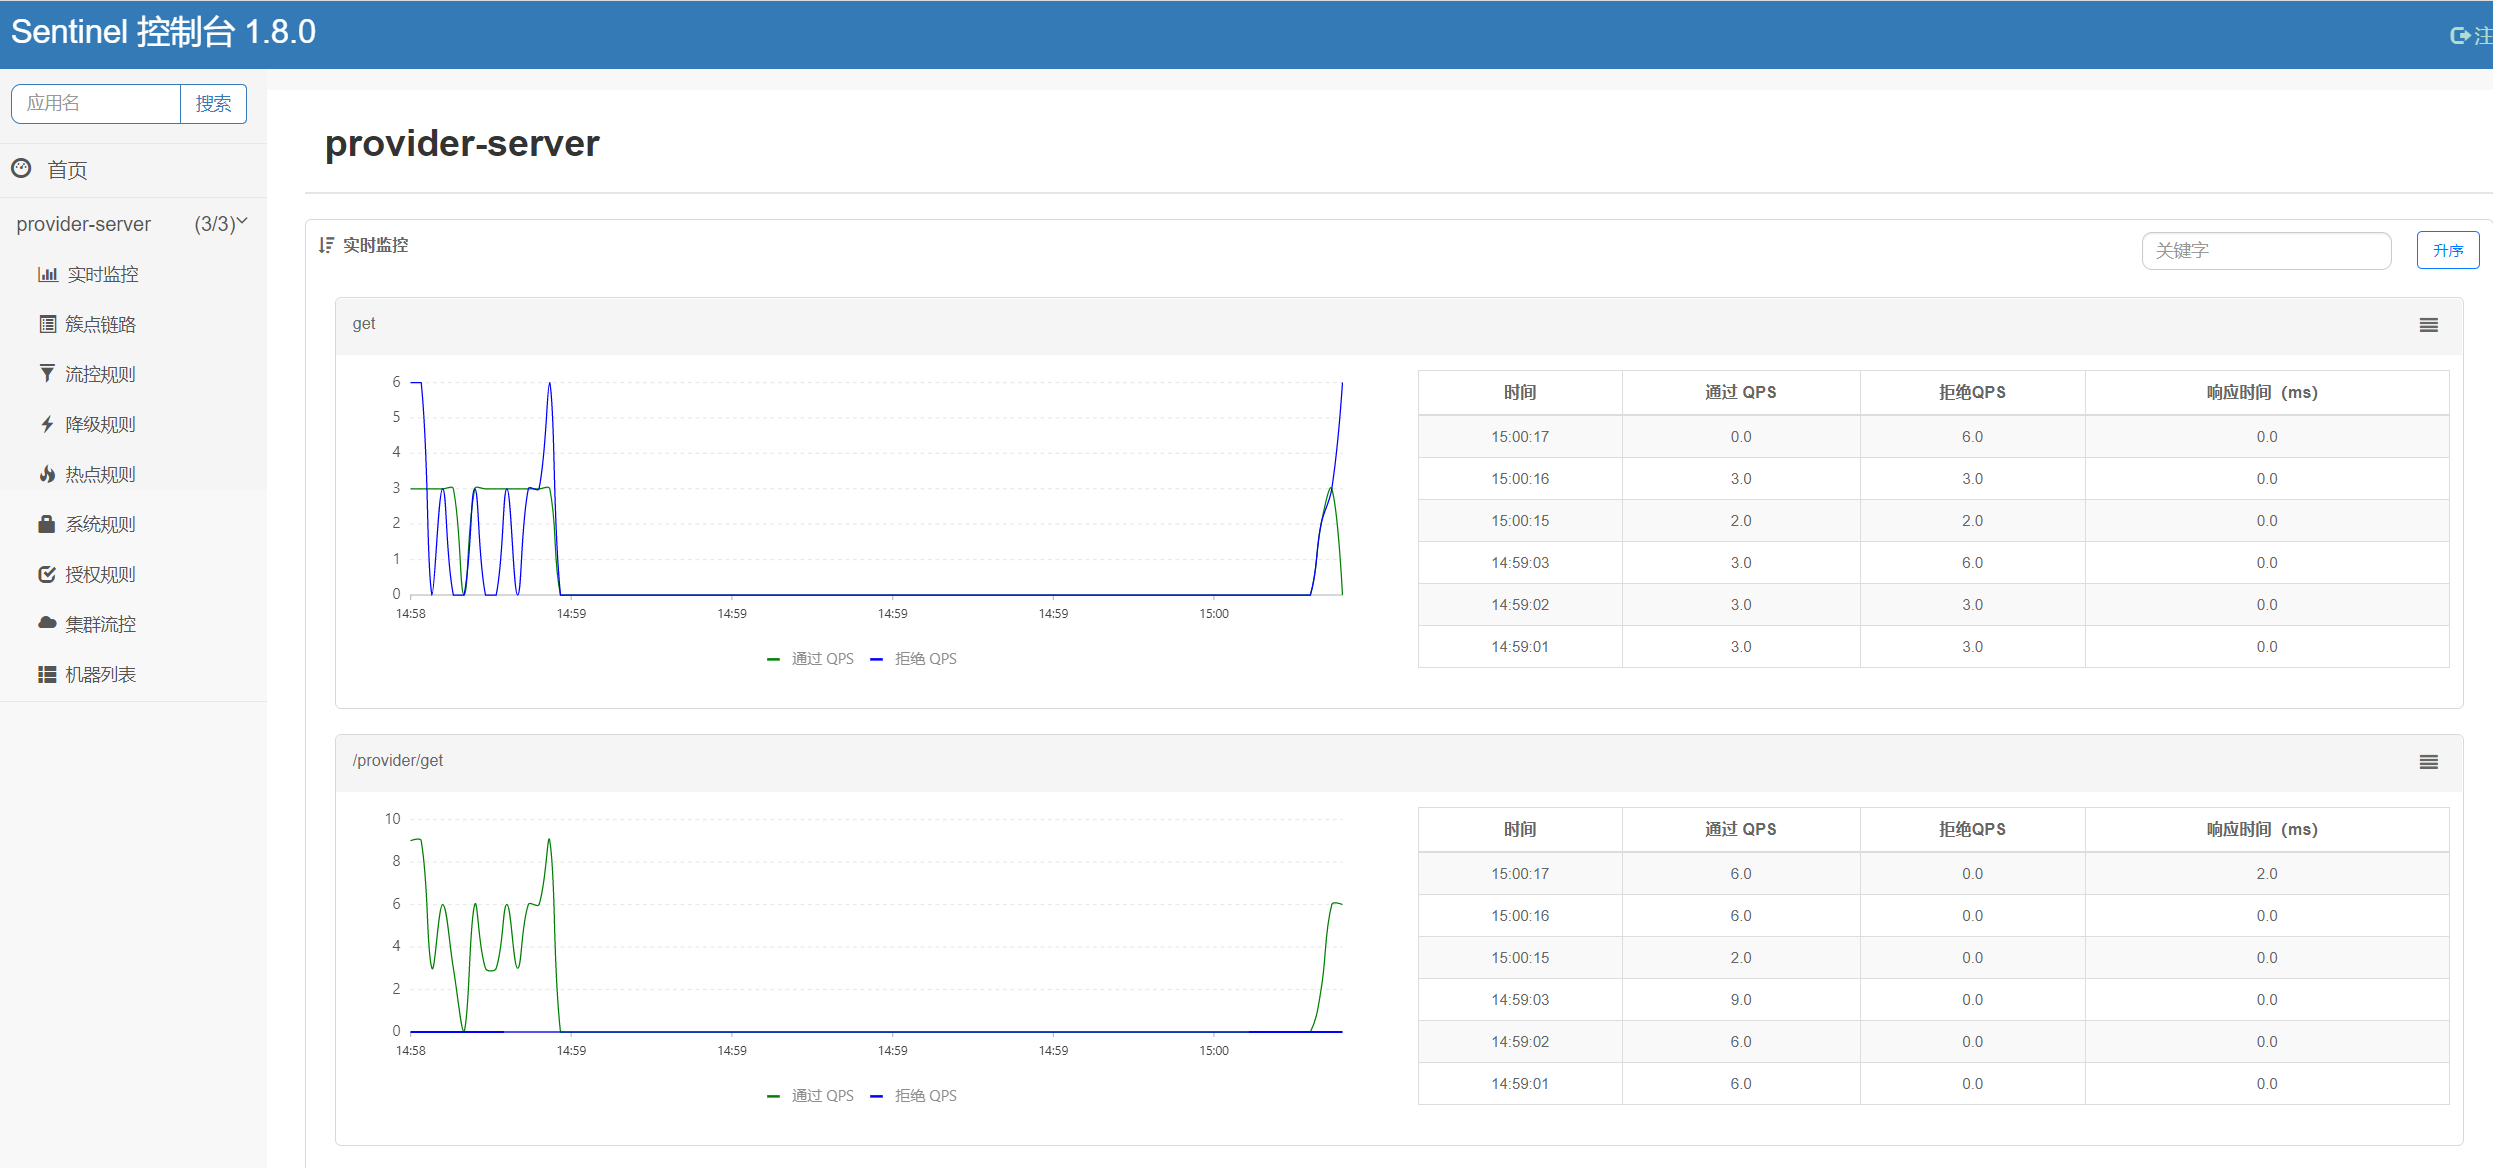 Sentinel 控制台 1.8.0
注
应用名 搜索
首页
provider-server (3/3)
实时监控
簇点链路
流控规则
降级规则
热点规则
系统规则
授权规则
集群流控
机器列表
provider-server
实时监控
关键字 升序
get
6
5
4
3
2
1
0
14:58 14:59 14:59 14:59 14:59 15:00
通过 QPS 拒绝 QPS
时间 通过 QPS 拒绝QPS 响应时间（ms）
15:00:17 0.0 6.0 0.0
15:00:16 3.0 3.0 0.0
15:00:15 2.0 2.0 0.0
14:59:03 3.0 6.0 0.0
14:59:02 3.0 3.0 0.0
14:59:01 3.0 3.0 0.0
/provider/get
10
8
6
4
2
0
14:58 14:59 14:59 14:59 14:59 15:00
通过 QPS 拒绝 QPS
时间 通过 QPS 拒绝QPS 响应时间（ms）
15:00:17 6.0 0.0 2.0
15:00:16 6.0 0.0 0.0
15:00:15 2.0 0.0 0.0
14:59:03 9.0 0.0 0.0
14:59:02 6.0 0.0 0.0
14:59:01 6.0 0.0 0.0